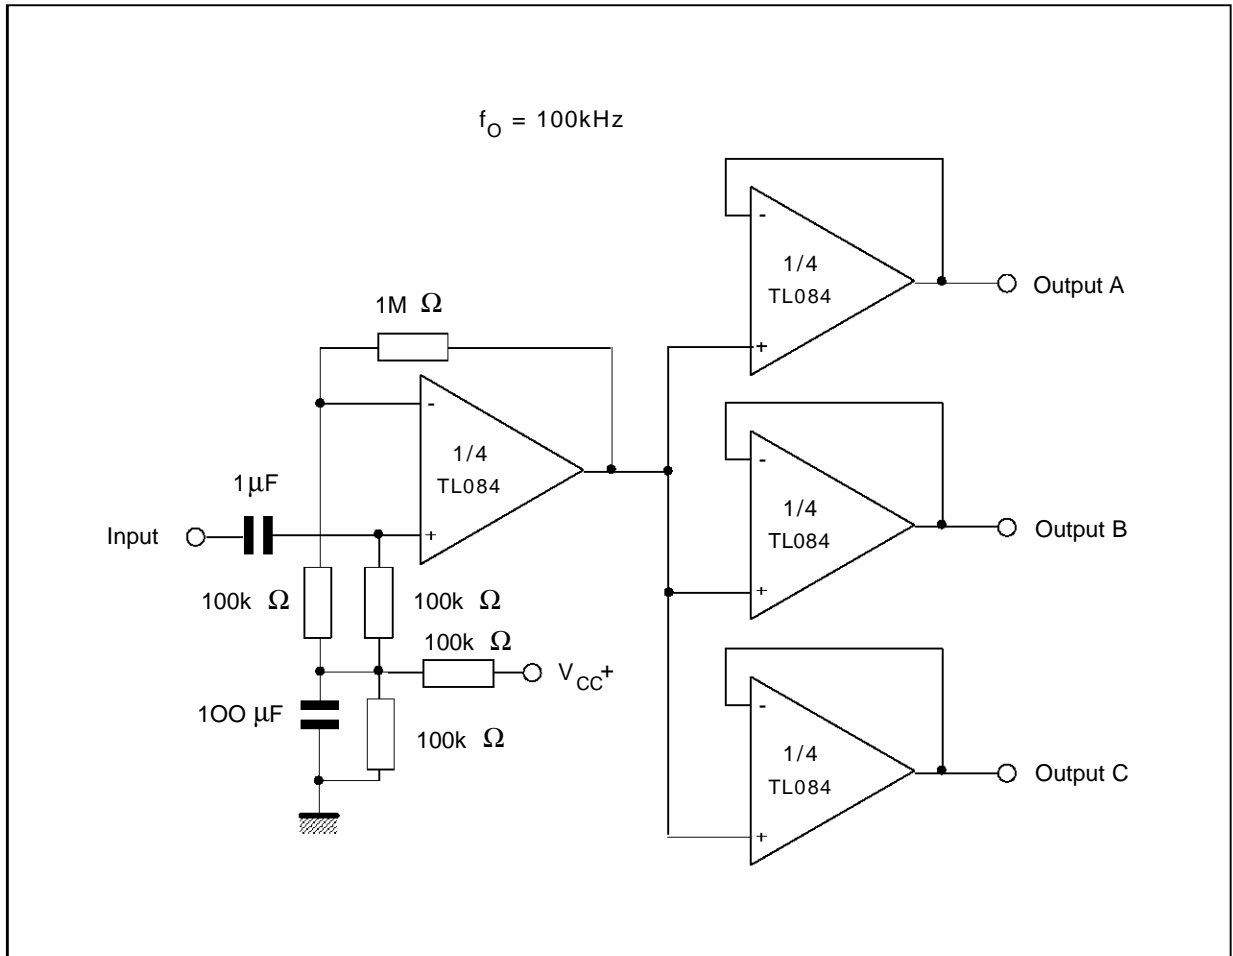 f_O = 100kHz
-
1/4
TL084
+
Output A
1M Ω
-
1/4
TL084
+
1µF
Input
100k Ω
100k Ω
100k Ω
V_CC+
1OO µF
100k Ω
-
1/4
TL084
+
Output B
-
1/4
TL084
+
Output C